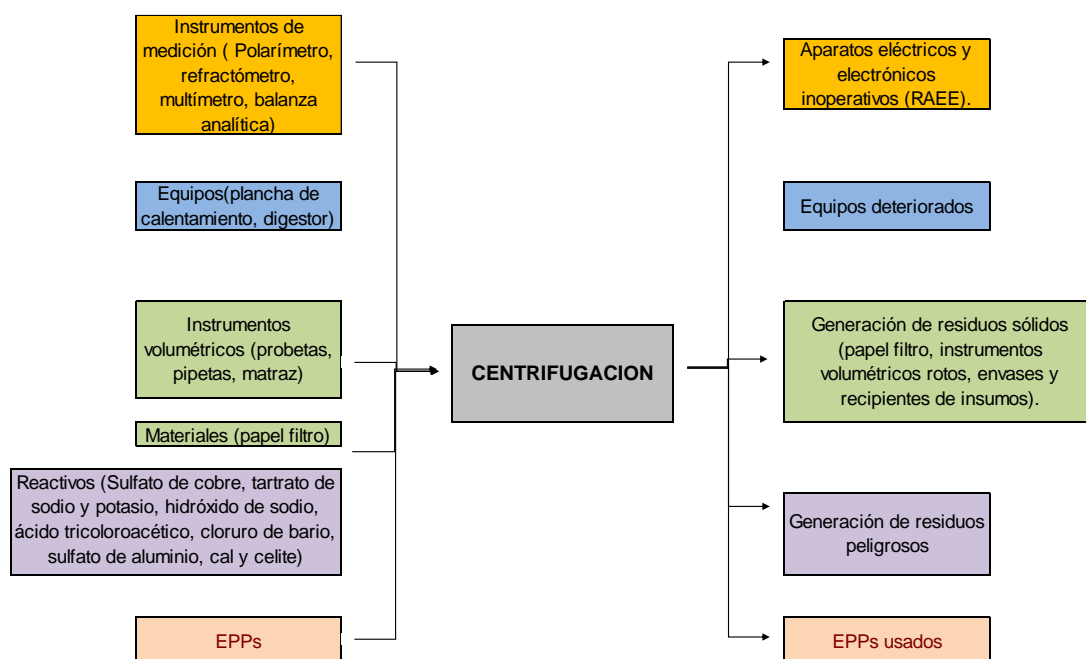 Instrumentos de
medición ( Polarímetro,
refractómetro,
multímetro, balanza
analítica)
Equipos(plancha de
calentamiento, digestor)
Instrumentos
volumétricos (probetas,
pipetas, matraz)
Materiales (papel filtro)
Reactivos (Sulfato de cobre, tartrato de
sodio y potasio, hidróxido de sodio,
ácido tricoloroacético, cloruro de bario,
sulfato de aluminio, cal y celite)
EPPs
CENTRIFUGACION
Aparatos eléctricos y
electrónicos
inoperativos (RAEE).
Equipos deteriorados
Generación de residuos sólidos
(papel filtro, instrumentos
volumétricos rotos, envases y
recipientes de insumos).
Generación de residuos
peligrosos
EPPs usados